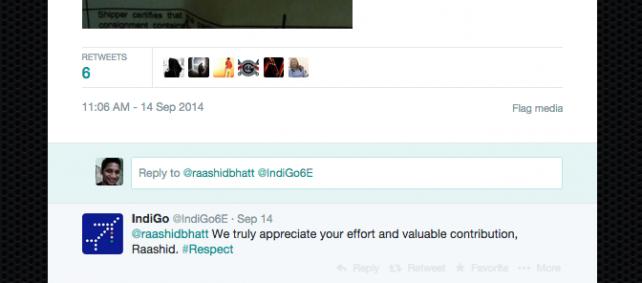 Shipper certifies that
consignment contains
RETWEETS
6
11:06 AM - 14 Sep 2014
Flag media
Reply to @raashidbhatt @IndiGo6E
IndiGo @IndiGo6E · Sep 14
@raashidbhatt We truly appreciate your effort and valuable contribution,
Raashid. #Respect
Reply Retweet Favorite More